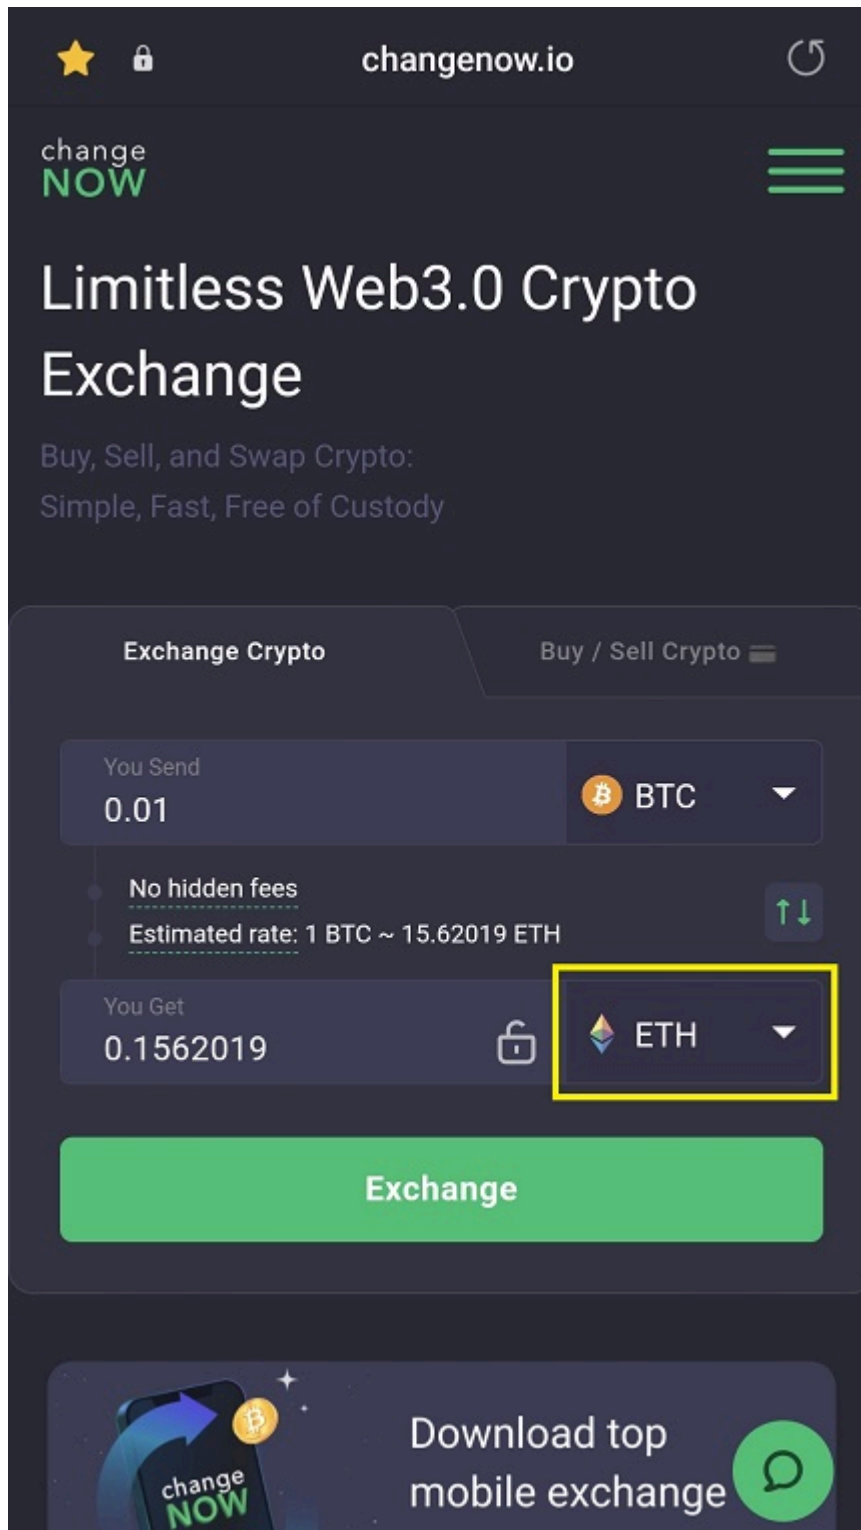 changenow.io
change
NOW
Limitless Web3.0 Crypto
Exchange
Buy, Sell, and Swap Crypto:
Simple, Fast, Free of Custody
Exchange Crypto
Buy / Sell Crypto
You Send
0.01
BTC
No hidden fees
Estimated rate: 1 BTC ~ 15.62019 ETH
You Get
0.1562019
ETH
Exchange
change
NOW
Download top
mobile exchange